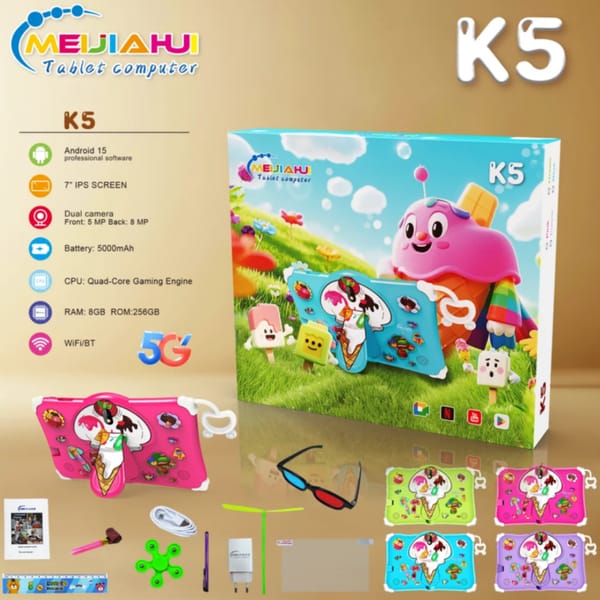 MEIJIAHUI
Tablet computer
K5
K5
Android 15
professional software
7" IPS SCREEN
Dual camera
Front: 5 MP Back: 8 MP
Battery: 5000mAh
CPU: Quad-Core Gaming Engine
RAM: 8GB ROM:256GB
WiFi/BT
5G
MEIJIAHUI
Tablet computer
K5
K5